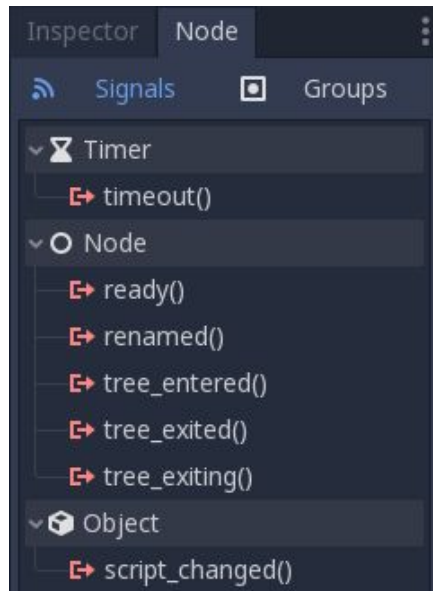 Inspector Node
Signals Groups
Timer
timeout()
Node
ready()
renamed()
tree_entered()
tree_exited()
tree_exiting()
Object
script_changed()